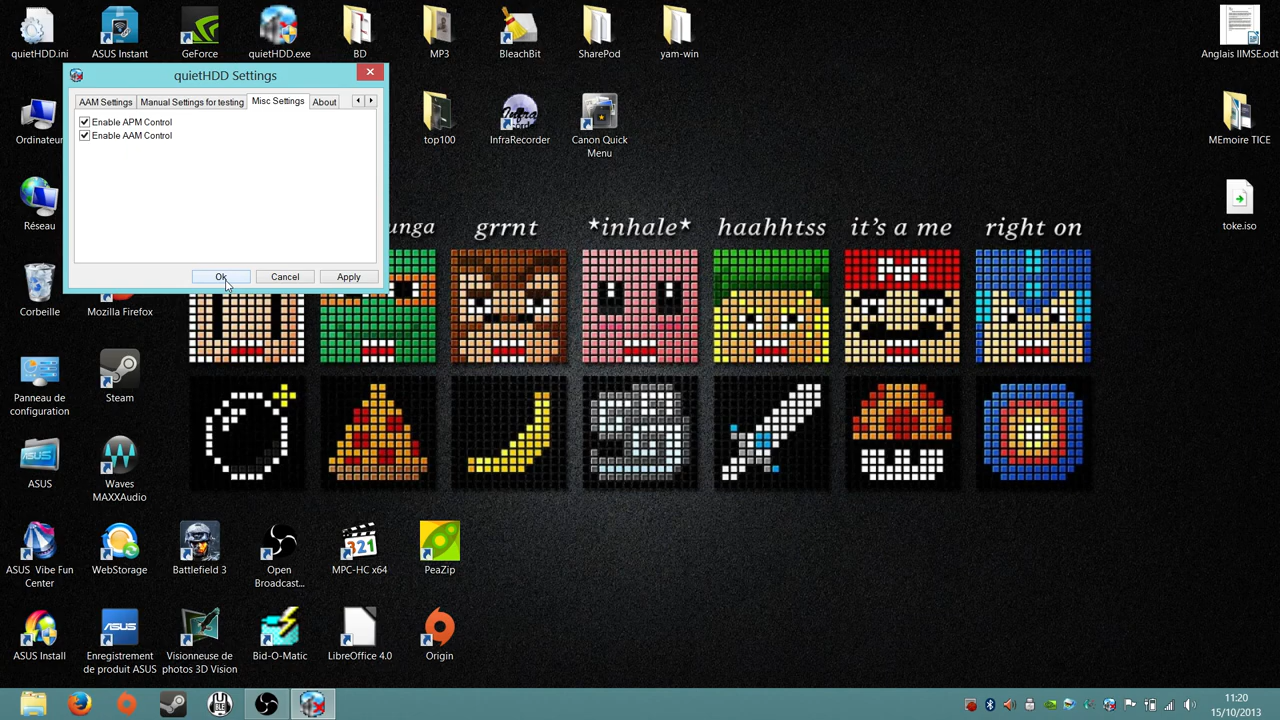 quietHDD.ini
ASUS Instant
GeForce
quietHDD.exe
BD
MP3
BleachBit
SharePod
yam-win
Anglais IIMSE.odt
quietHDD Settings
AAM Settings
Manual Settings for testing
Misc Settings
About
Enable APM Control
Enable AAM Control
Ok
Cancel
Apply
Ordinateur
top100
InfraRecorder
Canon Quick
Menu
MEmoire TICE
Réseau
toke.iso
unga
grrnt
*inhale*
haahhtss
it's a me
right on
Corbeille
Mozilla Firefox
Panneau de
configuration
Steam
ASUS
Waves
MAXXAudio
ASUS Vibe Fun
Center
WebStorage
Battlefield 3
Open
Broadcast...
MPC-HC x64
PeaZip
ASUS Install
Enregistrement
de produit ASUS
Visionneuse de
photos 3D Vision
Bid-O-Matic
LibreOffice 4.0
Origin
11:20
15/10/2013